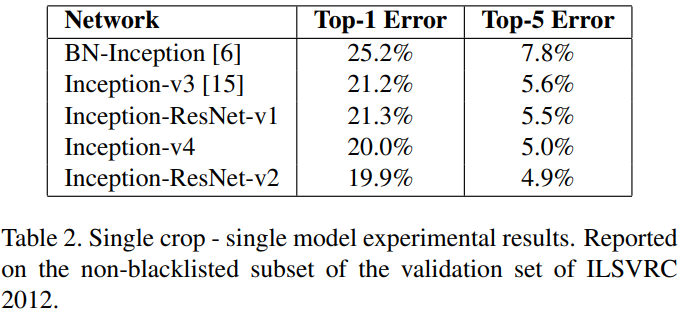 Network Top-1 Error Top-5 Error
BN-Inception [6] 25.2% 7.8%
Inception-v3 [15] 21.2% 5.6%
Inception-ResNet-v1 21.3% 5.5%
Inception-v4 20.0% 5.0%
Inception-ResNet-v2 19.9% 4.9%
Table 2. Single crop - single model experimental results. Reported
on the non-blacklisted subset of the validation set of ILSVRC
2012.